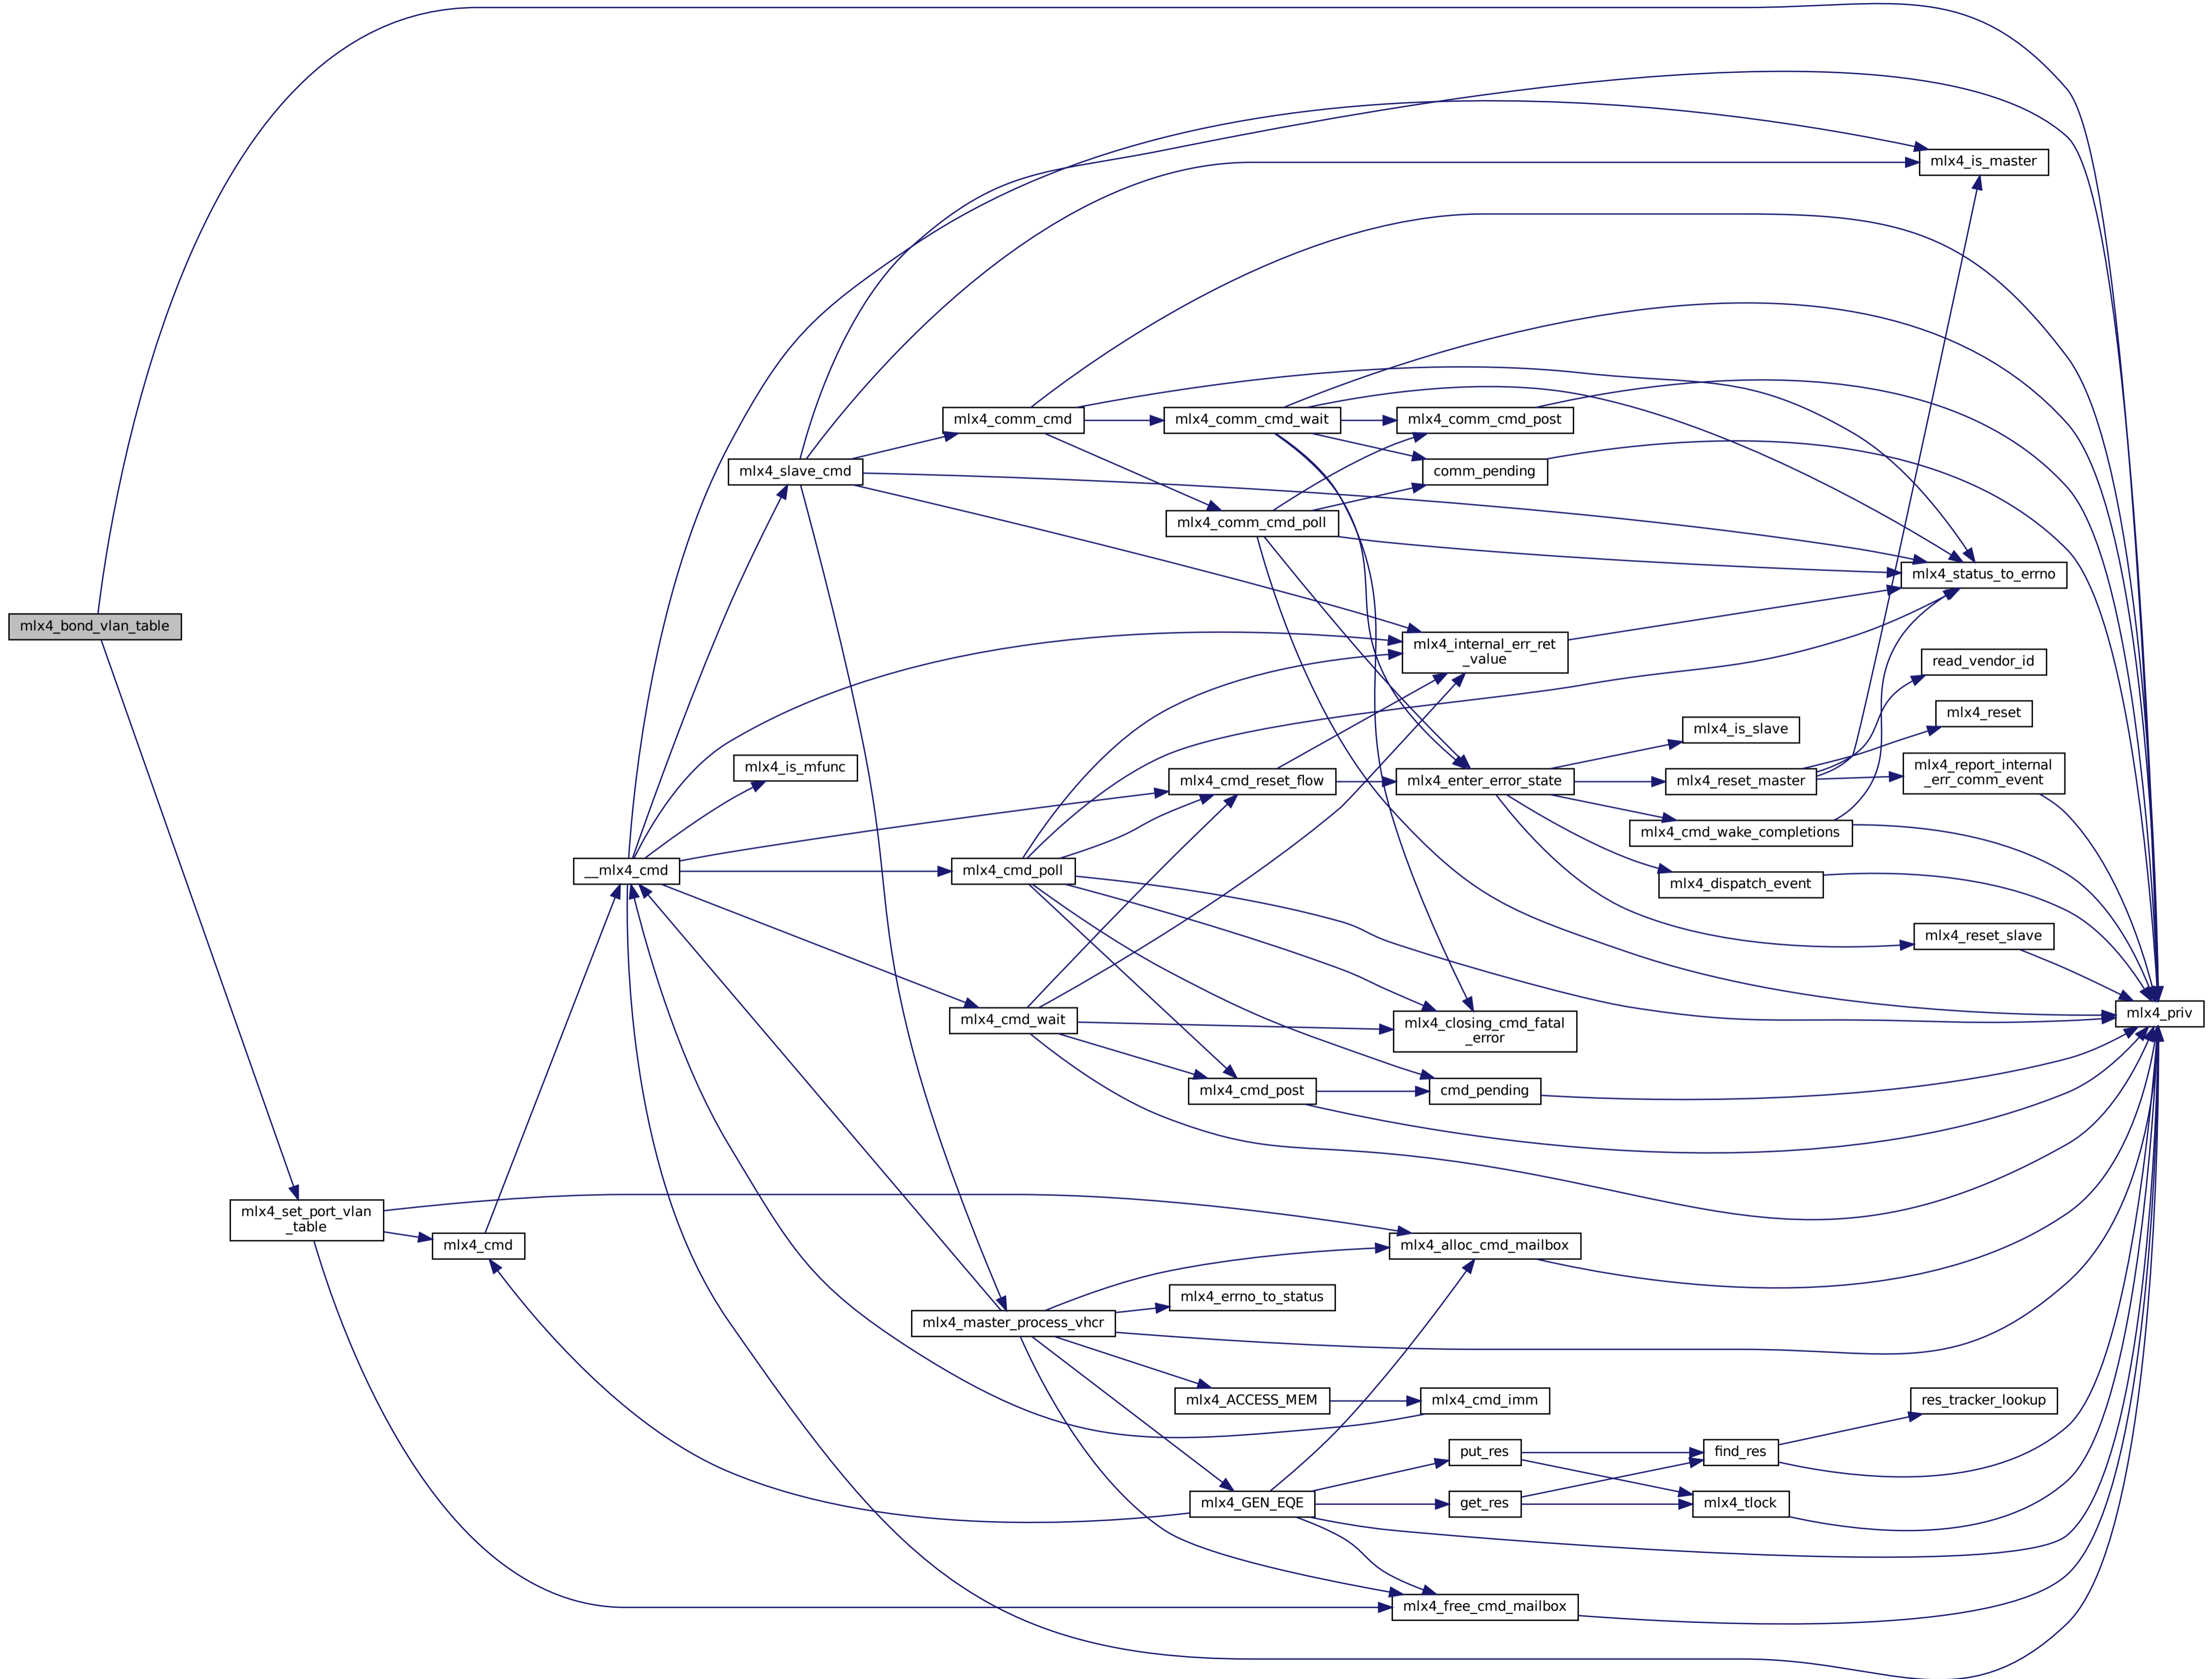 mlx4_bond_vlan_table
mlx4_set_port_vlan
_table
mlx4_cmd
__mlx4_cmd
mlx4_slave_cmd
mlx4_is_mfunc
mlx4_comm_cmd
mlx4_cmd_poll
mlx4_cmd_wait
mlx4_master_process_vhcr
mlx4_comm_cmd_wait
mlx4_comm_cmd_poll
mlx4_cmd_reset_flow
mlx4_cmd_post
mlx4_errno_to_status
mlx4_ACCESS_MEM
mlx4_GEN_EQE
mlx4_comm_cmd_post
comm_pending
mlx4_internal_err_ret
_value
mlx4_enter_error_state
mlx4_closing_cmd_fatal
_error
cmd_pending
mlx4_alloc_cmd_mailbox
mlx4_cmd_imm
put_res
get_res
mlx4_free_cmd_mailbox
mlx4_is_slave
mlx4_reset_master
mlx4_cmd_wake_completions
mlx4_dispatch_event
find_res
mlx4_tlock
mlx4_is_master
mlx4_status_to_errno
read_vendor_id
mlx4_reset
mlx4_report_internal
_err_comm_event
mlx4_reset_slave
res_tracker_lookup
mlx4_priv